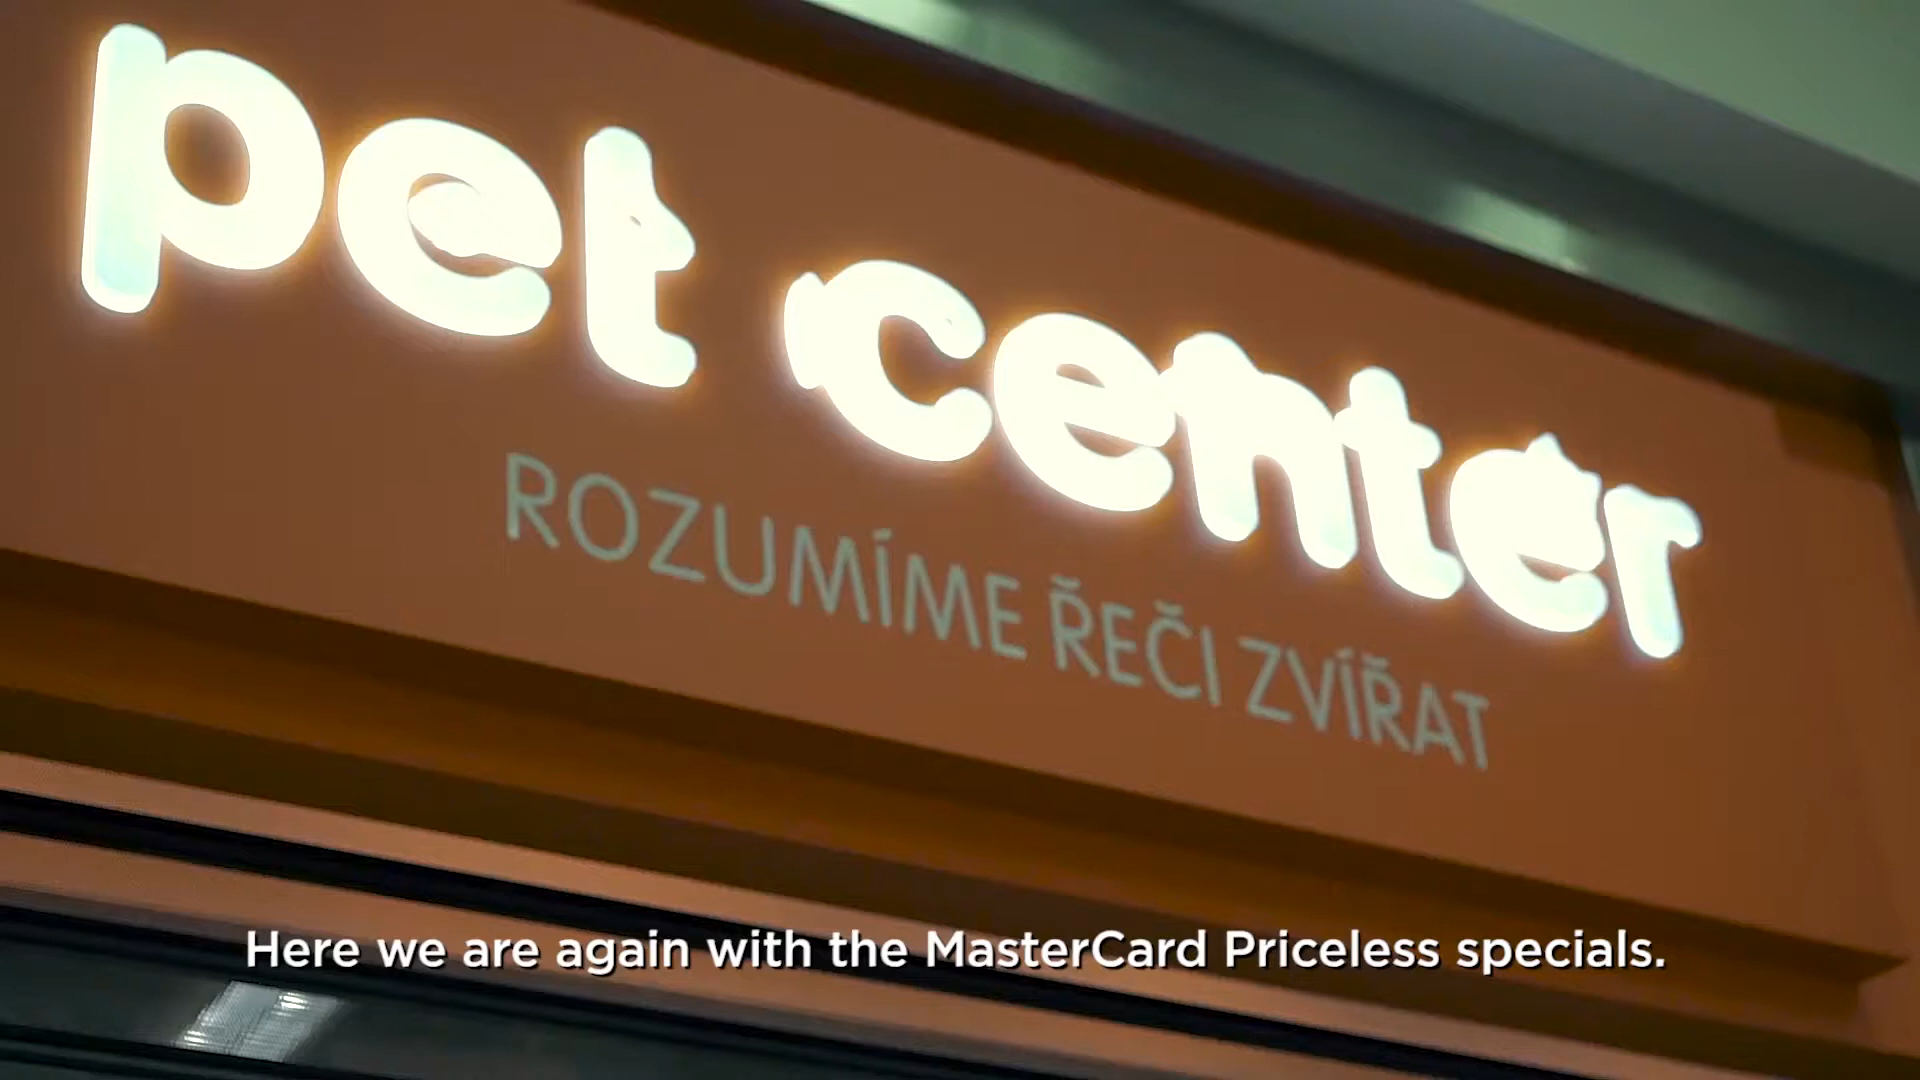 pet center
ROZUMÍME ŘEČI ZVÍŘAT
Here we are again with the MasterCard Priceless specials.